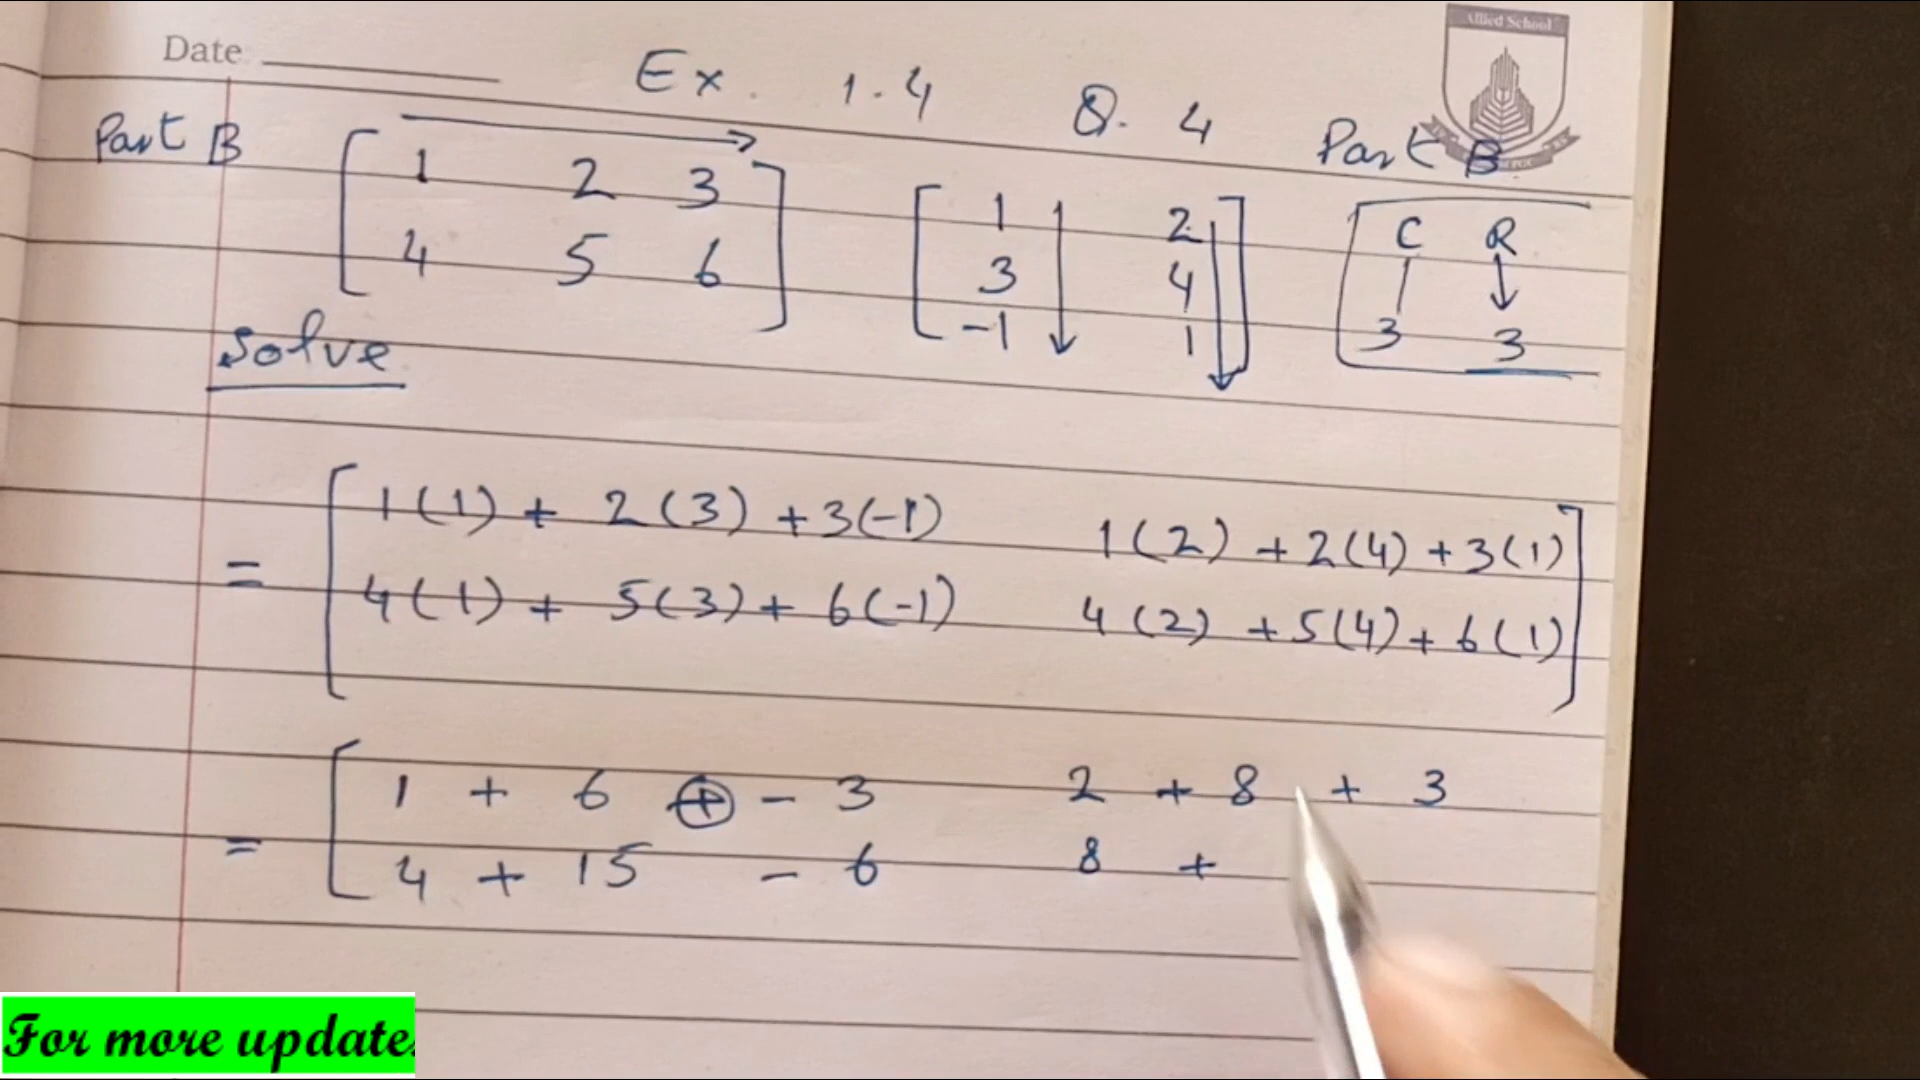 Allied School
Date
Ex. 1.4 Q. 4 Part B
Part B
1 2 3
4 5 6
1 2
3 4
-1 1
C R
3 3
Solve
= 1(1) + 2(3) +3(-1) 1(2) +2(4) +3(1)
4(1) + 5(3) + 6(-1) 4(2) +5(4) + 6(1)
= 1 + 6 + - 3 2 + 8 + 3
4 + 15 - 6 8 +
For more update